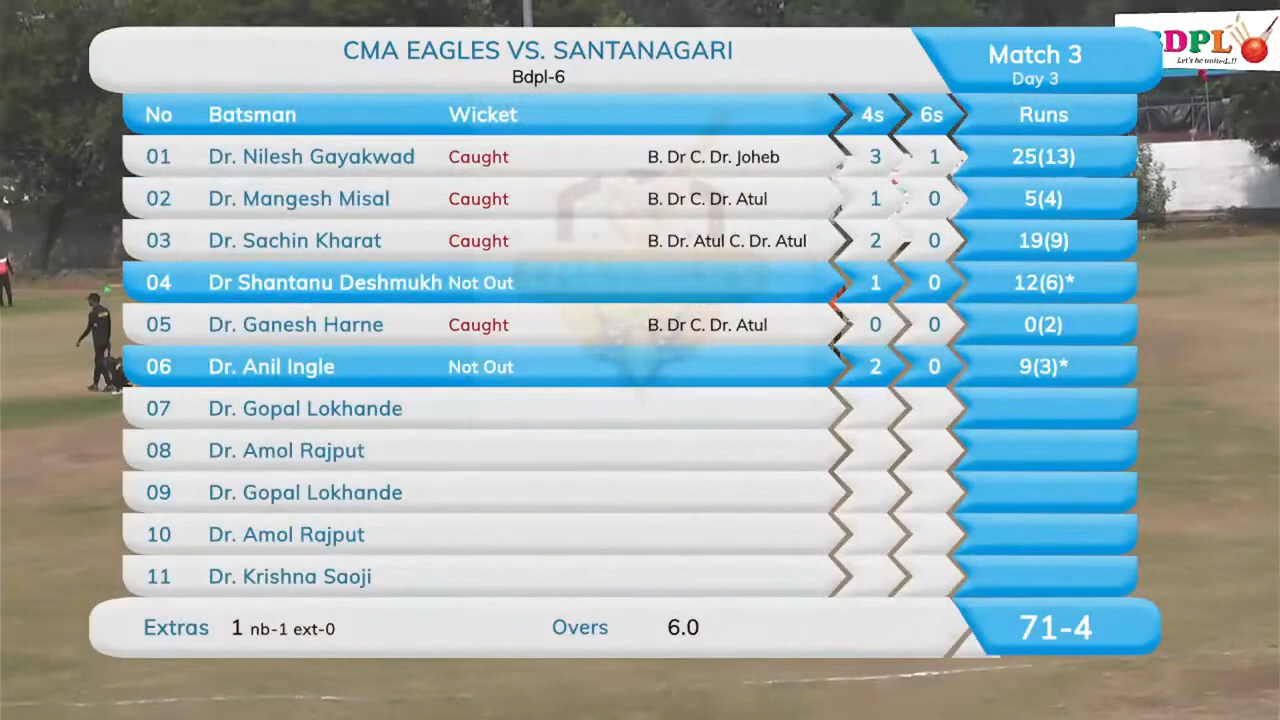 CMA EAGLES VS. SANTANAGARI
Bdpl-6
Match 3
Day 3
BDPL
Let's be united..!!
No Batsman Wicket 4s 6s Runs
01 Dr. Nilesh Gayakwad Caught B. Dr C. Dr. Joheb 3 1 25(13)
02 Dr. Mangesh Misal Caught B. Dr C. Dr. Atul 1 0 5(4)
03 Dr. Sachin Kharat Caught B. Dr. Atul C. Dr. Atul 2 0 19(9)
04 Dr Shantanu Deshmukh Not Out 1 0 12(6)*
05 Dr. Ganesh Harne Caught B. Dr C. Dr. Atul 0 0 0(2)
06 Dr. Anil Ingle Not Out 2 0 9(3)*
07 Dr. Gopal Lokhande
08 Dr. Amol Rajput
09 Dr. Gopal Lokhande
10 Dr. Amol Rajput
11 Dr. Krishna Saoji
Extras 1 nb-1 ext-0 Overs 6.0 71-4